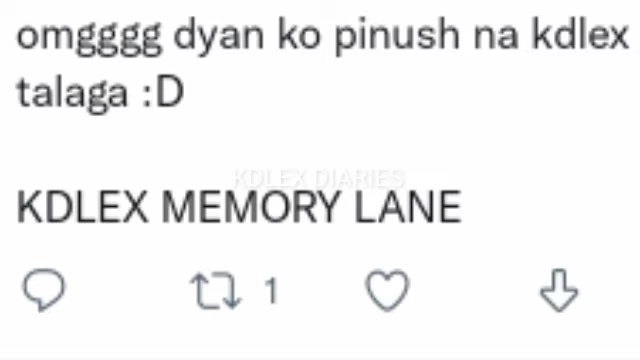 omgggg dyan ko pinush na kdlex
talaga :D
KDLEX DIARIES
KDLEX MEMORY LANE
1